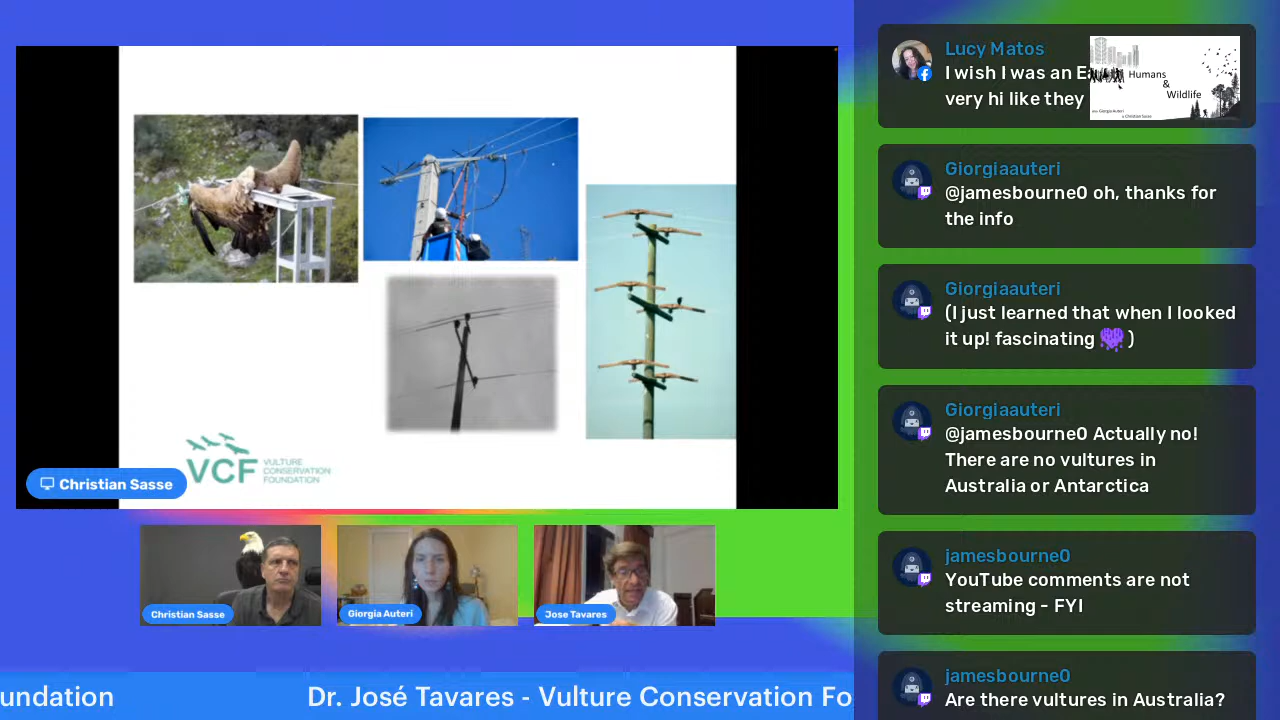 VCF VULTURE
CONSERVATION
FOUNDATION
Christian Sasse
Christian Sasse
Giorgia Auteri
Jose Tavares
undation
Dr. José Tavares - Vulture Conservation Fo
Lucy Matos
I wish I was an Ea
very hi like they
Humans
&
Wildlife
Giorgiaauteri
@jamesbourne0 oh, thanks for
the info
Giorgiaauteri
(I just learned that when I looked
it up! fascinating 💜 )
Giorgiaauteri
@jamesbourne0 Actually no!
There are no vultures in
Australia or Antarctica
jamesbourne0
YouTube comments are not
streaming - FYI
jamesbourne0
Are there vultures in Australia?